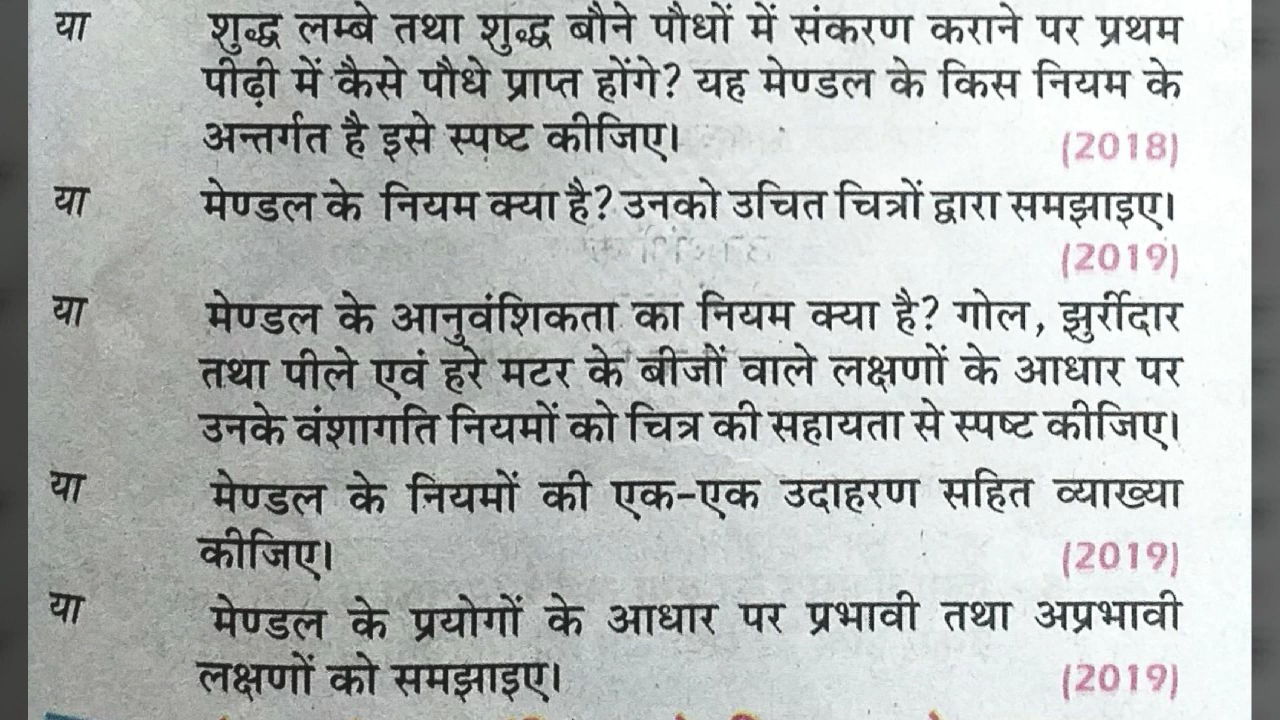 या शुद्ध लम्बे तथा शुद्ध बौने पौधों में संकरण कराने पर प्रथम
पीढ़ी में कैसे पौधे प्राप्त होंगे? यह मेण्डल के किस नियम के
अन्तर्गत है इसे स्पष्ट कीजिए। (2018)
या मेण्डल के नियम क्या है? उनको उचित चित्रों द्वारा समझाइए।
(2019)
या मेण्डल के आनुवंशिकता का नियम क्या है? गोल, झुर्रीदार
तथा पीले एवं हरे मटर के बीजों वाले लक्षणों के आधार पर
उनके वंशागति नियमों को चित्र की सहायता से स्पष्ट कीजिए।
या मेण्डल के नियमों की एक-एक उदाहरण सहित व्याख्या
कीजिए। (2019)
या मेण्डल के प्रयोगों के आधार पर प्रभावी तथा अप्रभावी
लक्षणों को समझाइए। (2019)